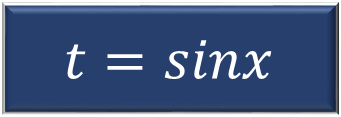 t = sinx